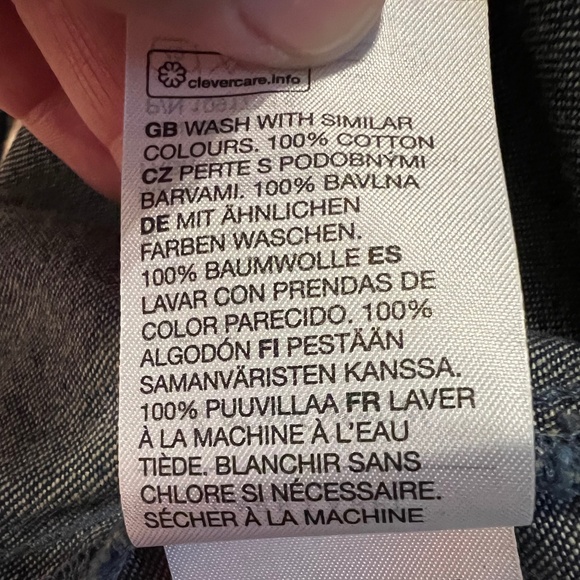 clevercare.info
GB WASH WITH SIMILAR
COLOURS. 100% COTTON
CZ PERTE S PODOBNÝMI
BARVAMI. 100% BAVLNA
DE MIT ÄHNLICHEN
FARBEN WASCHEN.
100% BAUMWOLLE ES
LAVAR CON PRENDAS DE
COLOR PARECIDO. 100%
ALGODÓN FI PESTÄÄN
SAMANVÄRISTEN KANSSA.
100% PUUVILLAA FR LAVER
À LA MACHINE À L'EAU
TIÈDE. BLANCHIR SANS
CHLORE SI NÉCESSAIRE.
SÉCHER À LA MACHINE